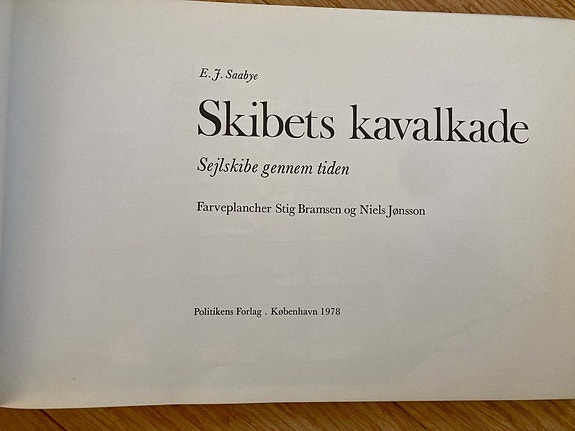 E. J. Saabye
Skibets kavalkade
Sejlskibe gennem tiden
Farveplancher Stig Bramsen og Niels Jønsson
Politikens Forlag . København 1978